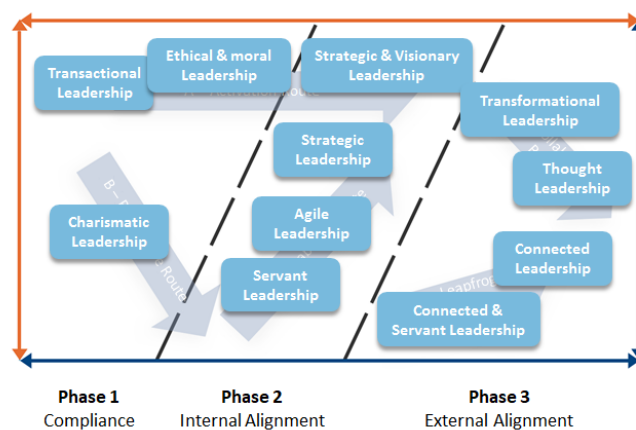 Transactional
Leadership
Ethical & moral
Leadership
Strategic & Visionary
Leadership
Transformational
Leadership
Strategic
Leadership
Thought
Leadership
Charismatic
Leadership
B –
Route
Agile
Leadership
Connected
Leadership
Servant
Leadership
Connected &
Servant Leadership
Phase 1
Compliance
Phase 2
Internal Alignment
Phase 3
External Alignment